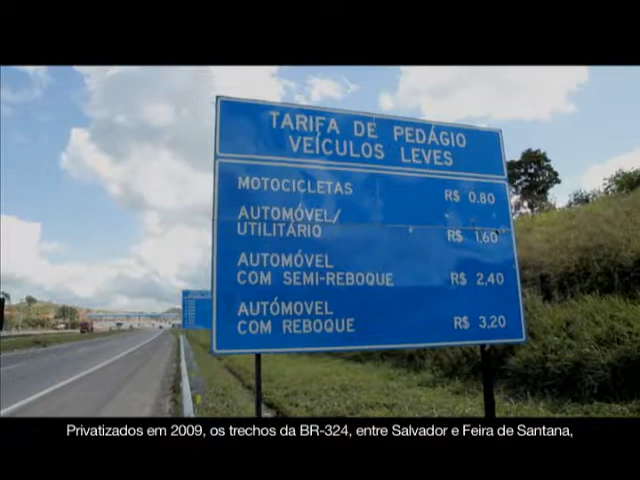 TARIFA DE PEDÁGIO
VEÍCULOS LEVES
MOTOCICLETAS R$ 0.80
AUTOMÓVEL/
UTILITÁRIO R$ 1,60
AUTOMÓVEL
COM SEMI-REBOQUE R$ 2,40
AUTÓMOVEL
COM REBOQUE R$ 3,20
Privatizados em 2009, os trechos da BR-324, entre Salvador e Feira de Santana,